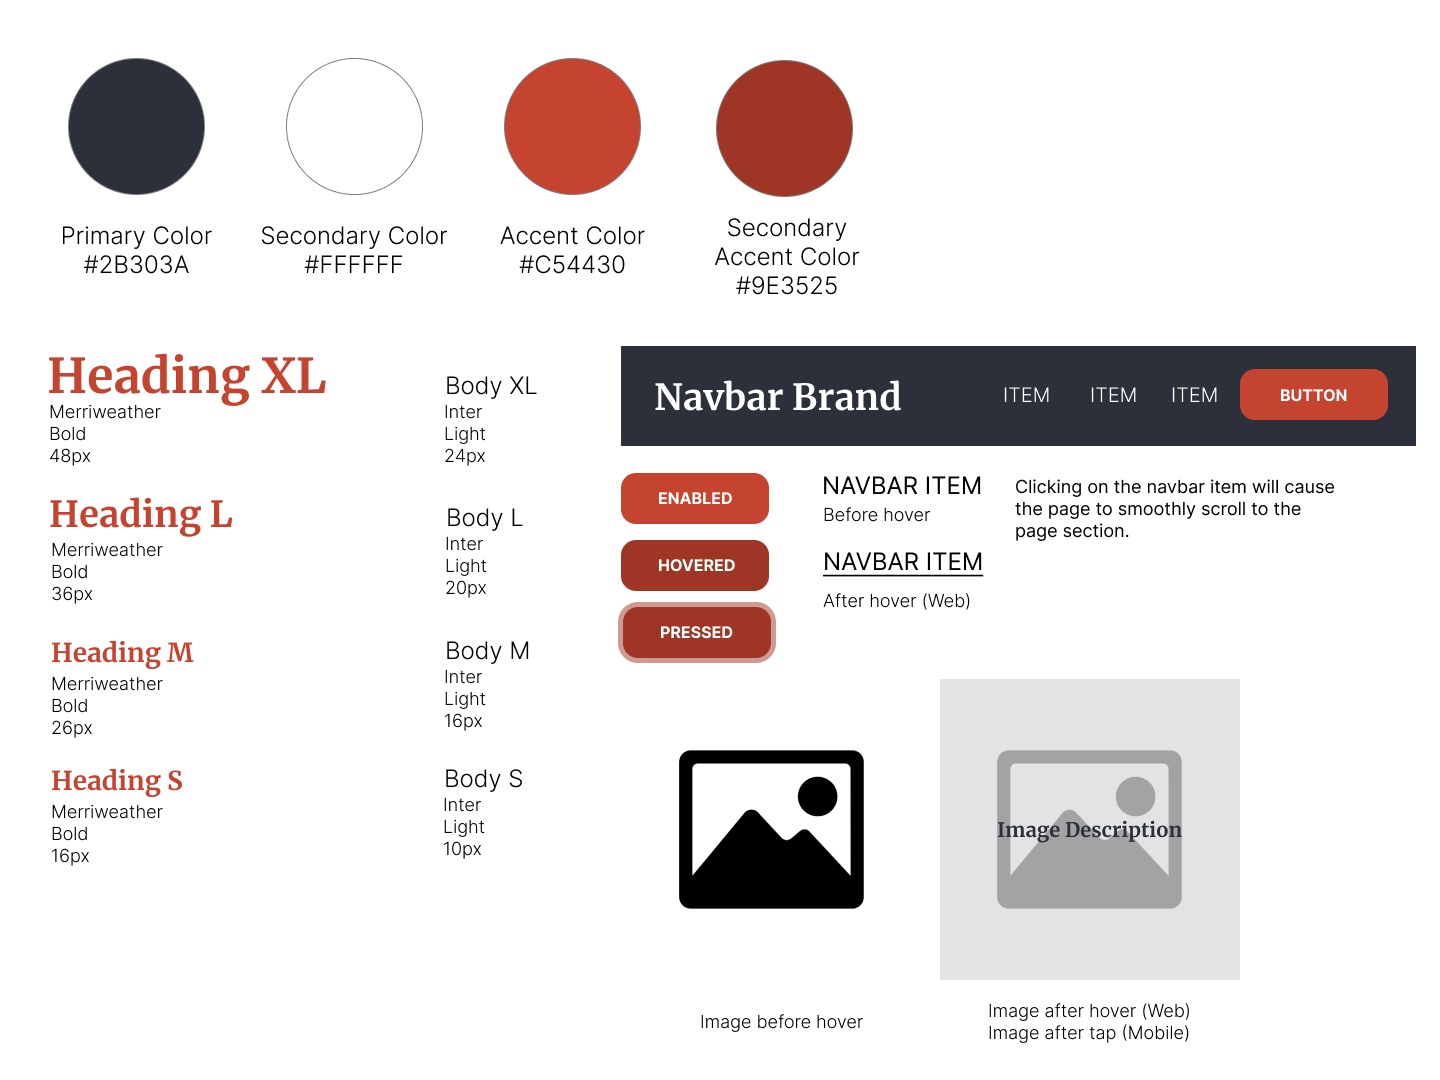 Primary Color
#2B303A
Secondary Color
#FFFFFF
Accent Color
#C54430
Secondary
Accent Color
#9E3525
Heading XL
Merriweather
Bold
48px
Heading L
Merriweather
Bold
36px
Heading M
Merriweather
Bold
26px
Heading S
Merriweather
Bold
16px
Body XL
Inter
Light
24px
Body L
Inter
Light
20px
Body M
Inter
Light
16px
Body S
Inter
Light
10px
Navbar Brand
ITEM
ITEM
ITEM
BUTTON
ENABLED
HOVERED
PRESSED
NAVBAR ITEM
Before hover
NAVBAR ITEM
After hover (Web)
Clicking on the navbar item will cause
the page to smoothly scroll to the
page section.
Image Description
Image before hover
Image after hover (Web)
Image after tap (Mobile)